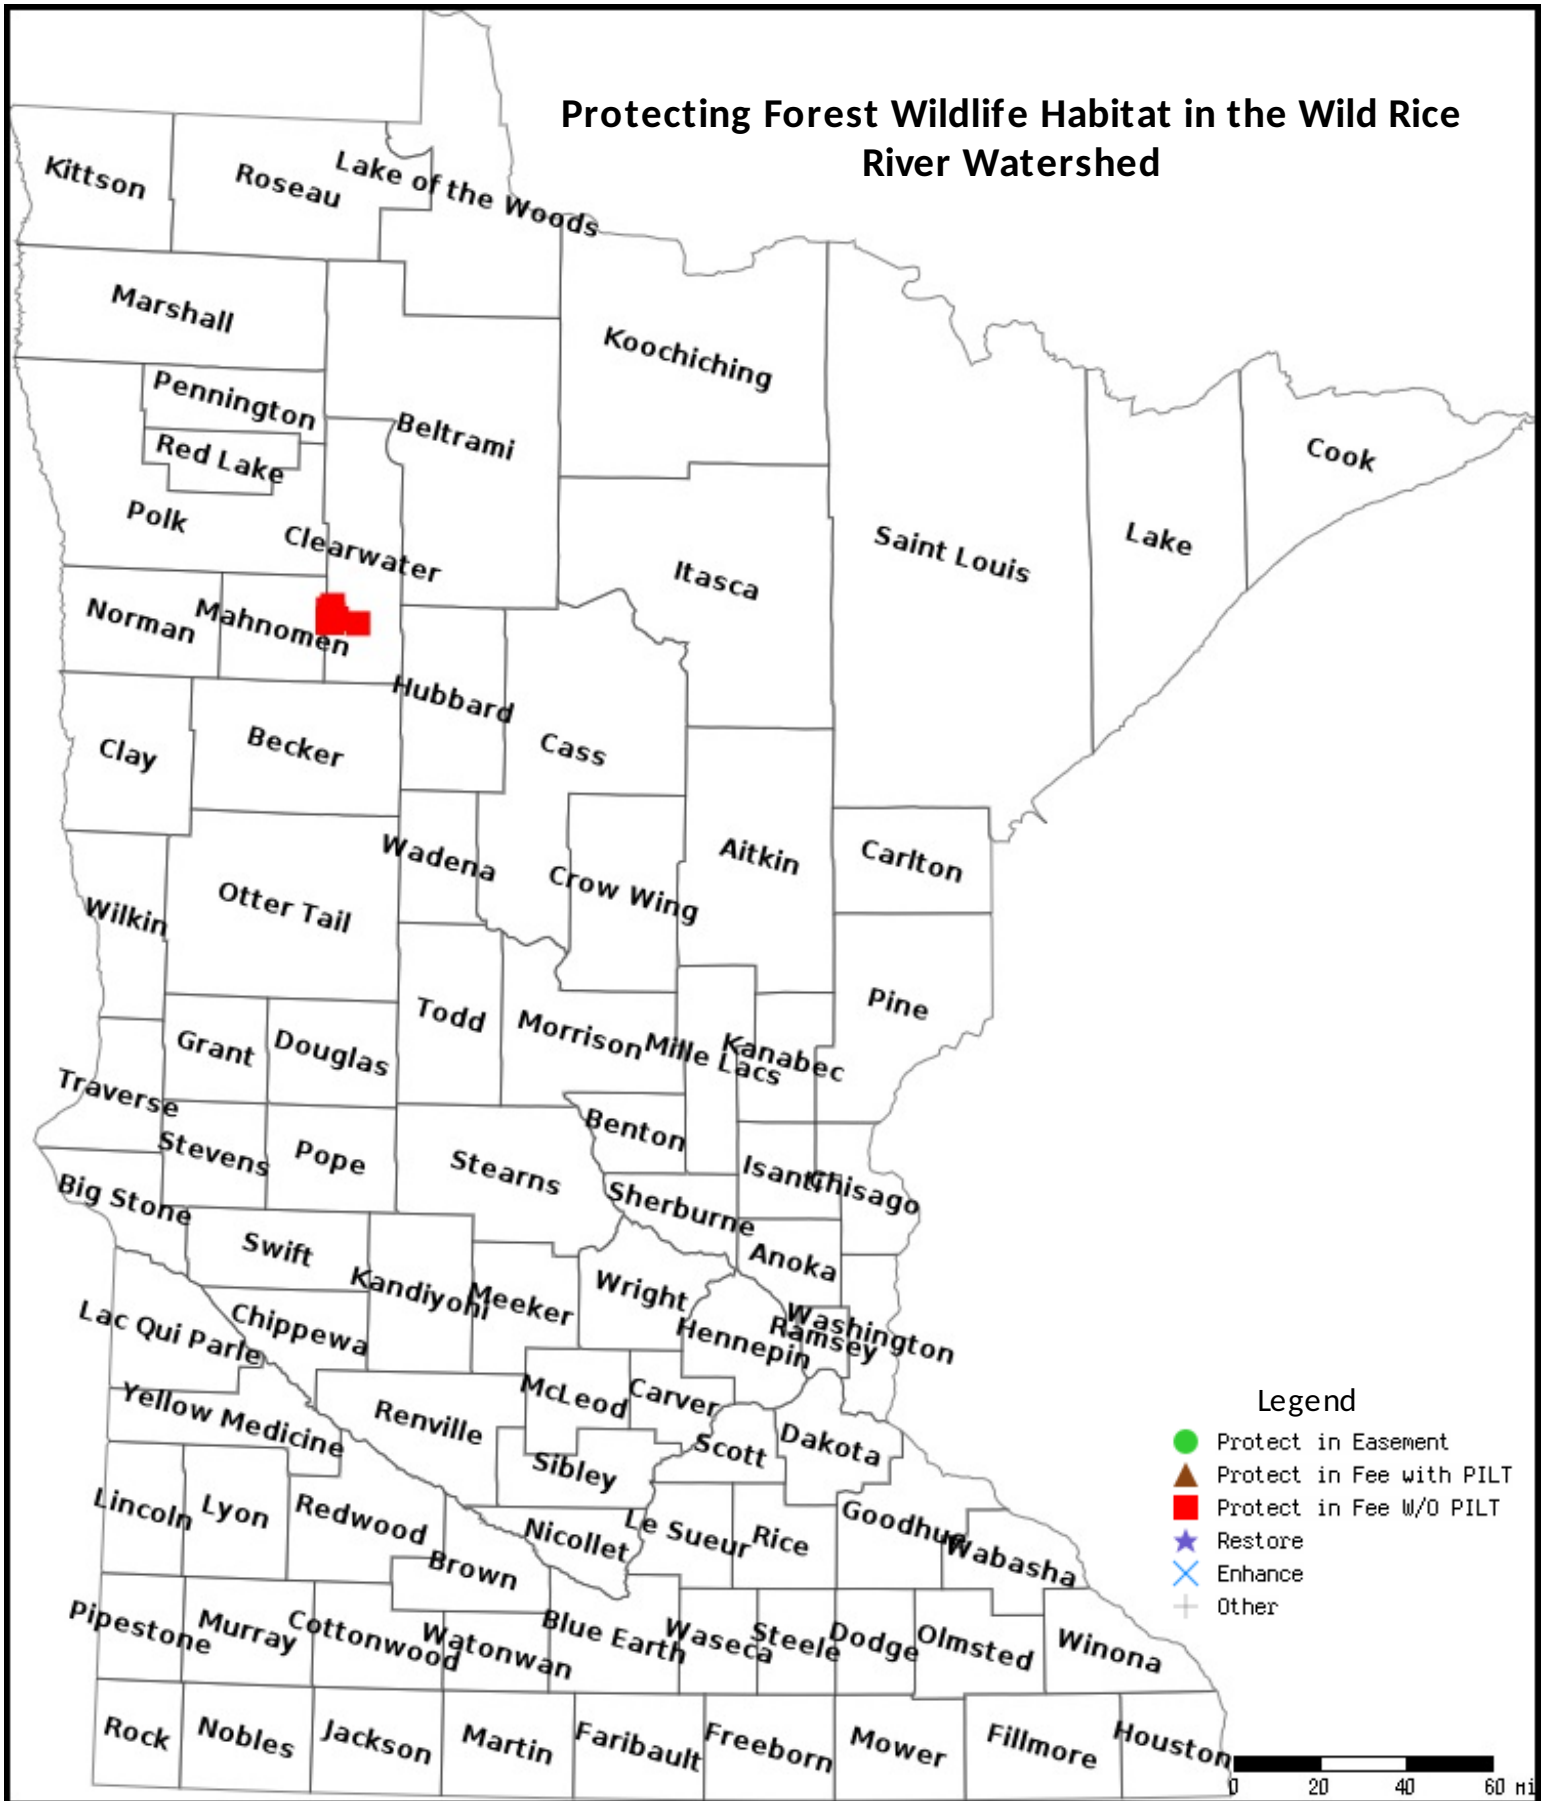 Protecting Forest Wildlife Habitat in the Wild Rice
River Watershed
Kittson
Roseau
Lake of the Woods
Marshall
Koochiching
Pennington
Beltrami
Red Lake
Cook
Polk
Clearwater
Saint Louis
Lake
Itasca
Norman
Mahnomen
Hubbard
Clay
Becker
Cass
Wadena
Aitkin
Carlton
Crow Wing
Otter Tail
Wilkin
Pine
Todd
Morrison
Mille Lacs
Kanabec
Grant
Douglas
Traverse
Benton
Stevens
Pope
Stearns
Isanti
Chisago
Big Stone
Sherburne
Swift
Anoka
Kandiyohi
Meeker
Wright
Lac Qui Parle
Chippewa
Hennepin
Ramsey
Washington
McLeod
Carver
Yellow Medicine
Renville
Scott
Dakota
Sibley
Lincoln
Lyon
Redwood
Nicollet
Le Sueur
Rice
Goodhue
Wabasha
Brown
Pipestone
Murray
Cottonwood
Watonwan
Blue Earth
Waseca
Steele
Dodge
Olmsted
Winona
Rock
Nobles
Jackson
Martin
Faribault
Freeborn
Mower
Fillmore
Houston
Legend
Protect in Easement
Protect in Fee with PILT
Protect in Fee W/O PILT
Restore
Enhance
Other
0 20 40 60 mi